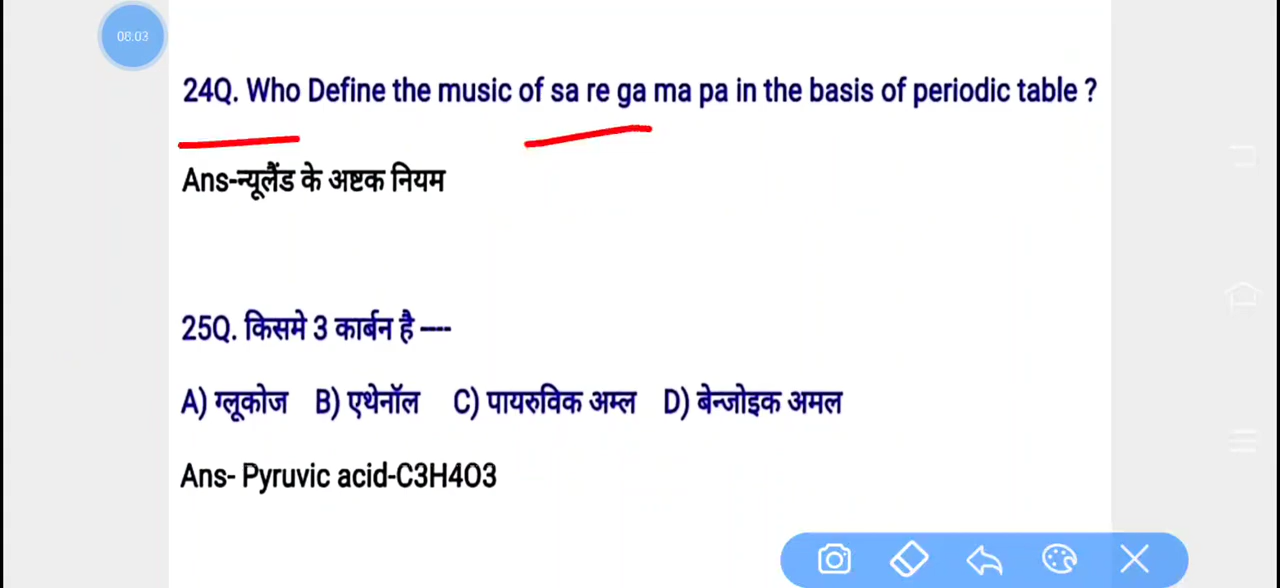 08:03
24Q. Who Define the music of sa re ga ma pa in the basis of periodic table ?
Ans-न्यूलैंड के अष्टक नियम
25Q. किसमे 3 कार्बन है ----
A) ग्लूकोज B) एथेनॉल C) पायरुविक अम्ल D) बेन्जोइक अमल
Ans- Pyruvic acid-C3H4O3